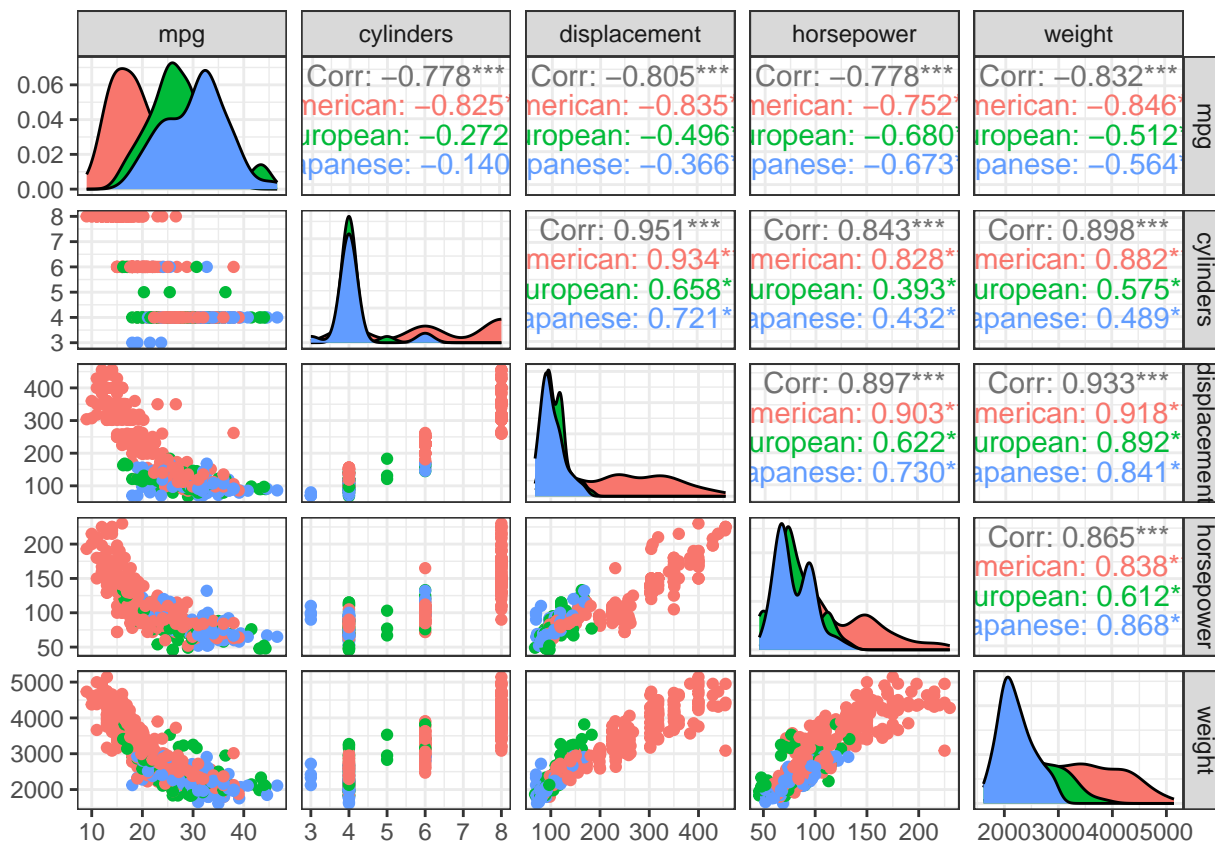 mpg
cylinders
displacement
horsepower
weight
0.06
0.04
0.02
0.00
Corr: −0.778***
merican: −0.825*
uropean: −0.272
apanese: −0.140
Corr: −0.805***
merican: −0.835*
uropean: −0.496*
apanese: −0.366*
Corr: −0.778***
merican: −0.752*
uropean: −0.680*
apanese: −0.673*
Corr: −0.832***
merican: −0.846*
uropean: −0.512*
apanese: −0.564*
mpg
8
7
6
5
4
3
Corr: 0.951***
merican: 0.934*
uropean: 0.658*
apanese: 0.721*
Corr: 0.843***
merican: 0.828*
uropean: 0.393*
apanese: 0.432*
Corr: 0.898***
merican: 0.882*
uropean: 0.575*
apanese: 0.489*
cylinders
400
300
200
100
Corr: 0.897***
merican: 0.903*
uropean: 0.622*
apanese: 0.730*
Corr: 0.933***
merican: 0.918*
uropean: 0.892*
apanese: 0.841*
displacement
200
150
100
50
Corr: 0.865***
merican: 0.838*
uropean: 0.612*
apanese: 0.868*
horsepower
5000
4000
3000
2000
weight
10 20 30 40
3 4 5 6 7 8
100 200 300 400
50 100 150 200
2000 3000 4000 5000